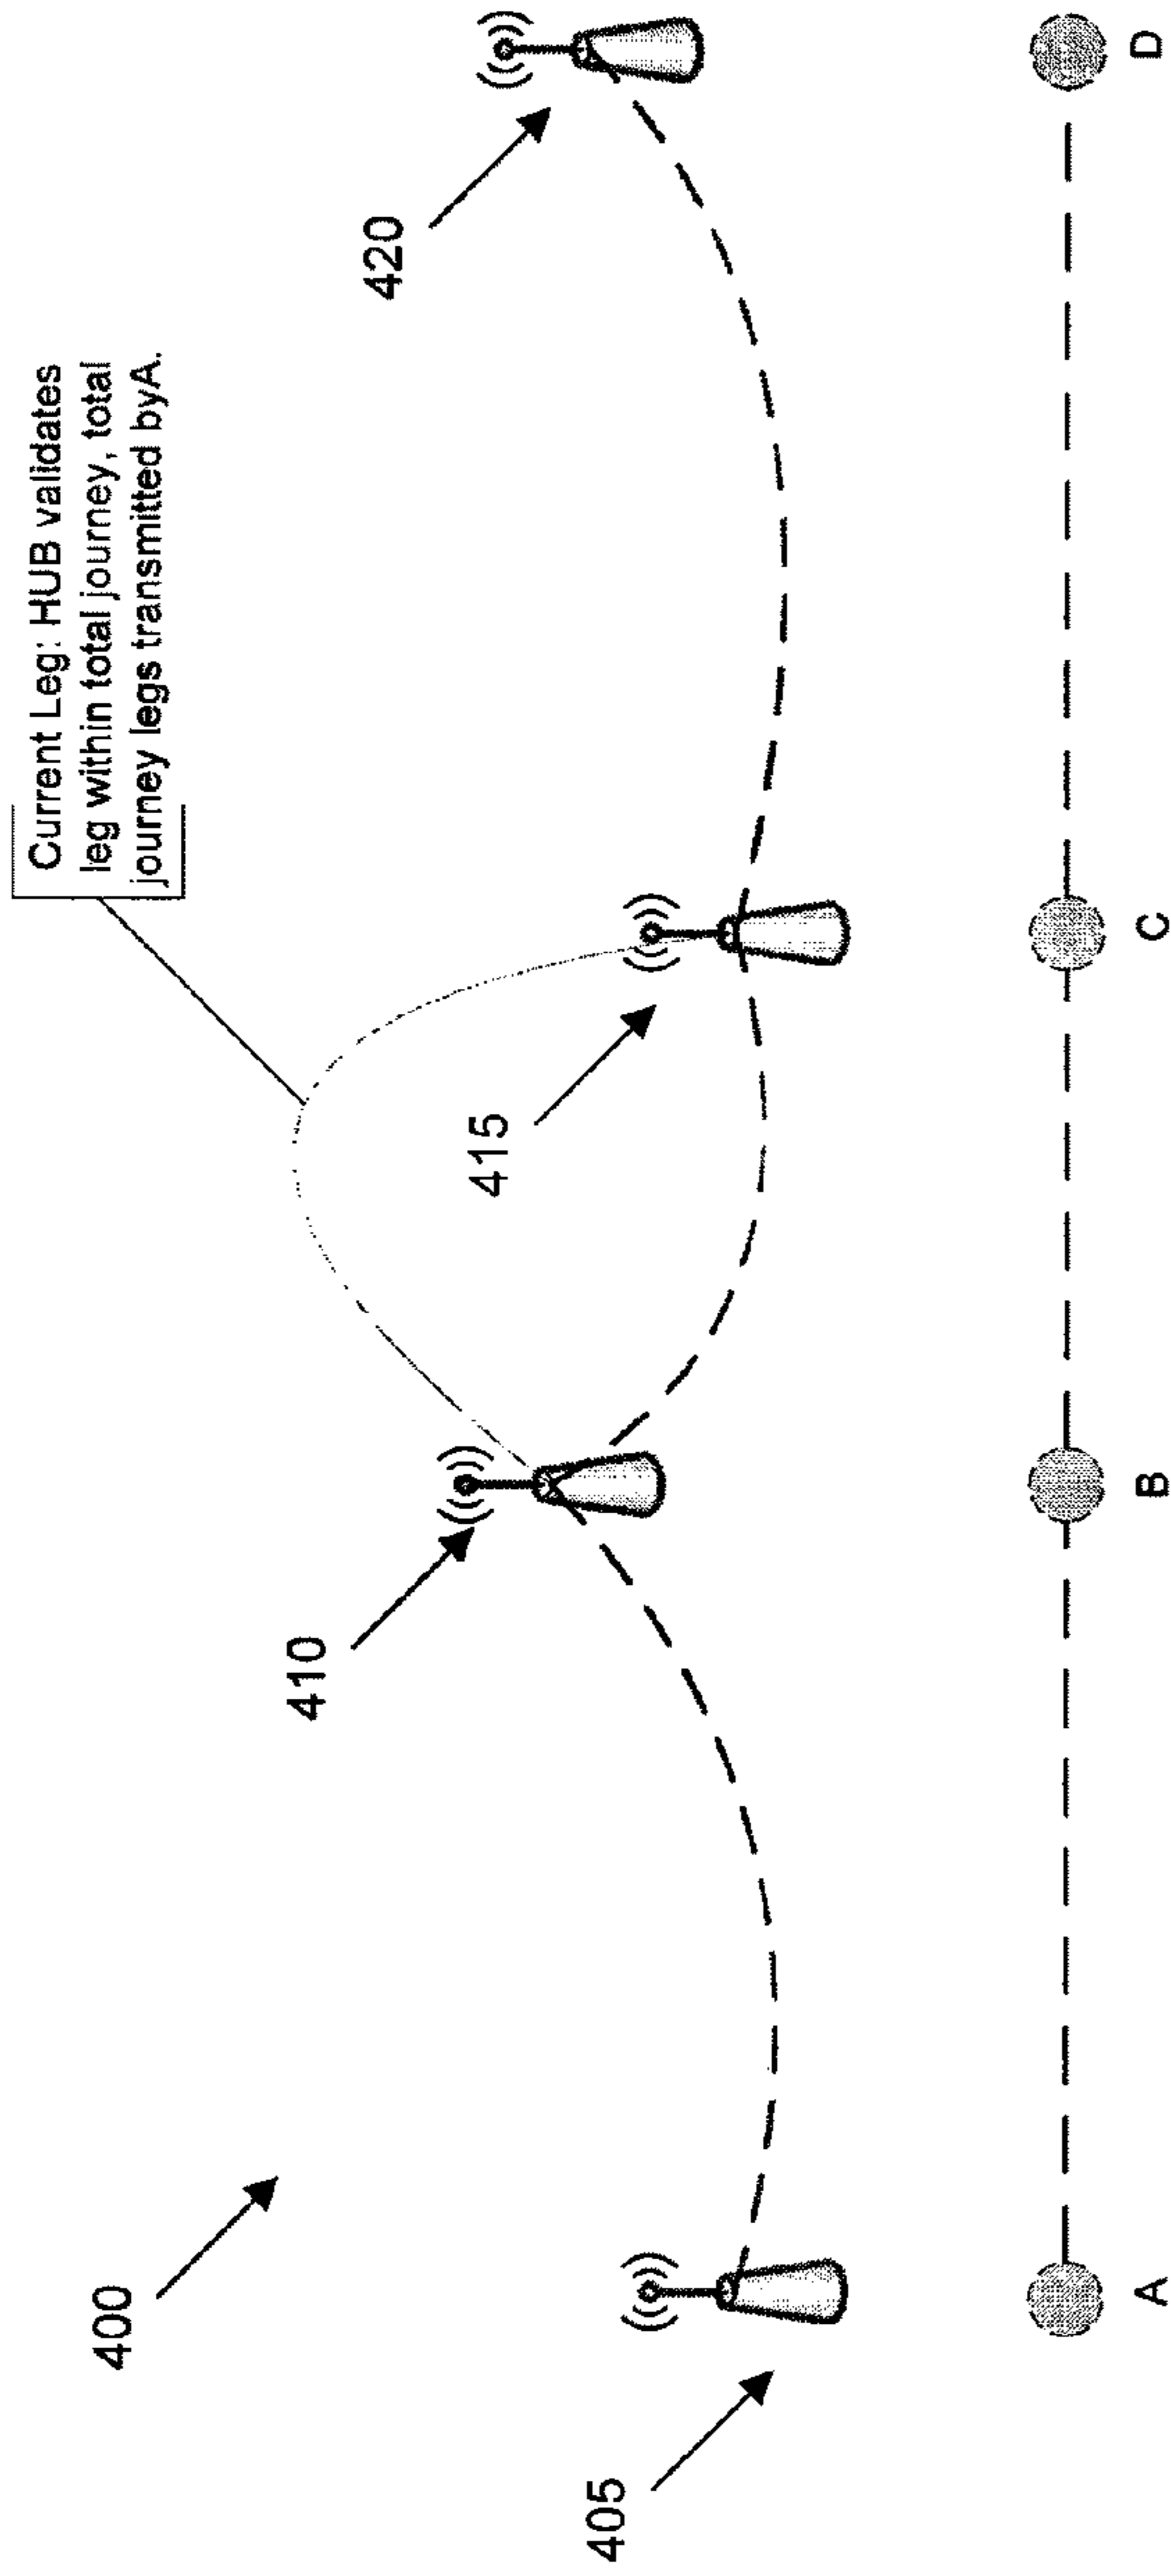 Current Leg: HUB validates
leg within total journey, total
journey legs transmitted byA.
400
405
410
415
420
A
B
C
D